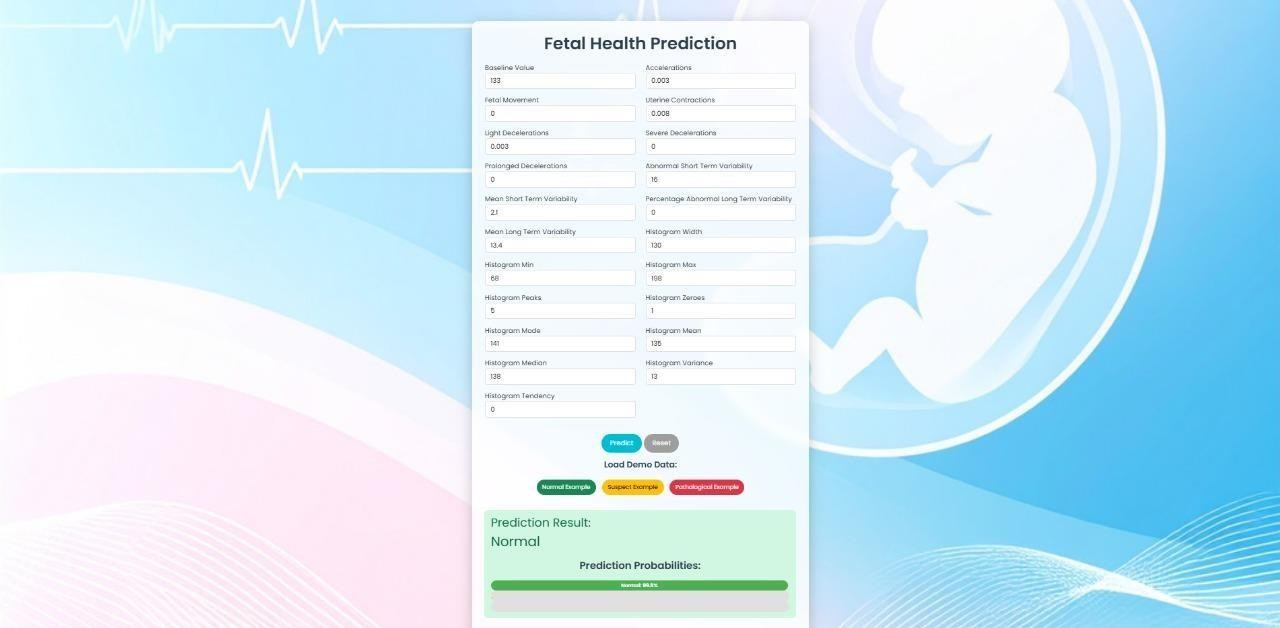 Fetal Health Prediction
Baseline Value
Accelerations
133
0.003
Fetal Movement
Uterine Contractions
0
0.008
Light Decelerations
Severe Decelerations
0.003
0
Prolonged Decelerations
Abnormal Short Term Variability
0
16
Mean Short Term Variability
Percentage Abnormal Long Term Variability
2.1
0
Mean Long Term Variability
Histogram Width
13.4
130
Histogram Min
Histogram Max
68
198
Histogram Peaks
Histogram Zeroes
5
1
Histogram Mode
Histogram Mean
141
135
Histogram Median
Histogram Variance
138
13
Histogram Tendency
0
Predict
Reset
Load Demo Data:
Normal Example
Suspect Example
Pathological Example
Prediction Result:
Normal
Prediction Probabilities:
Normal: